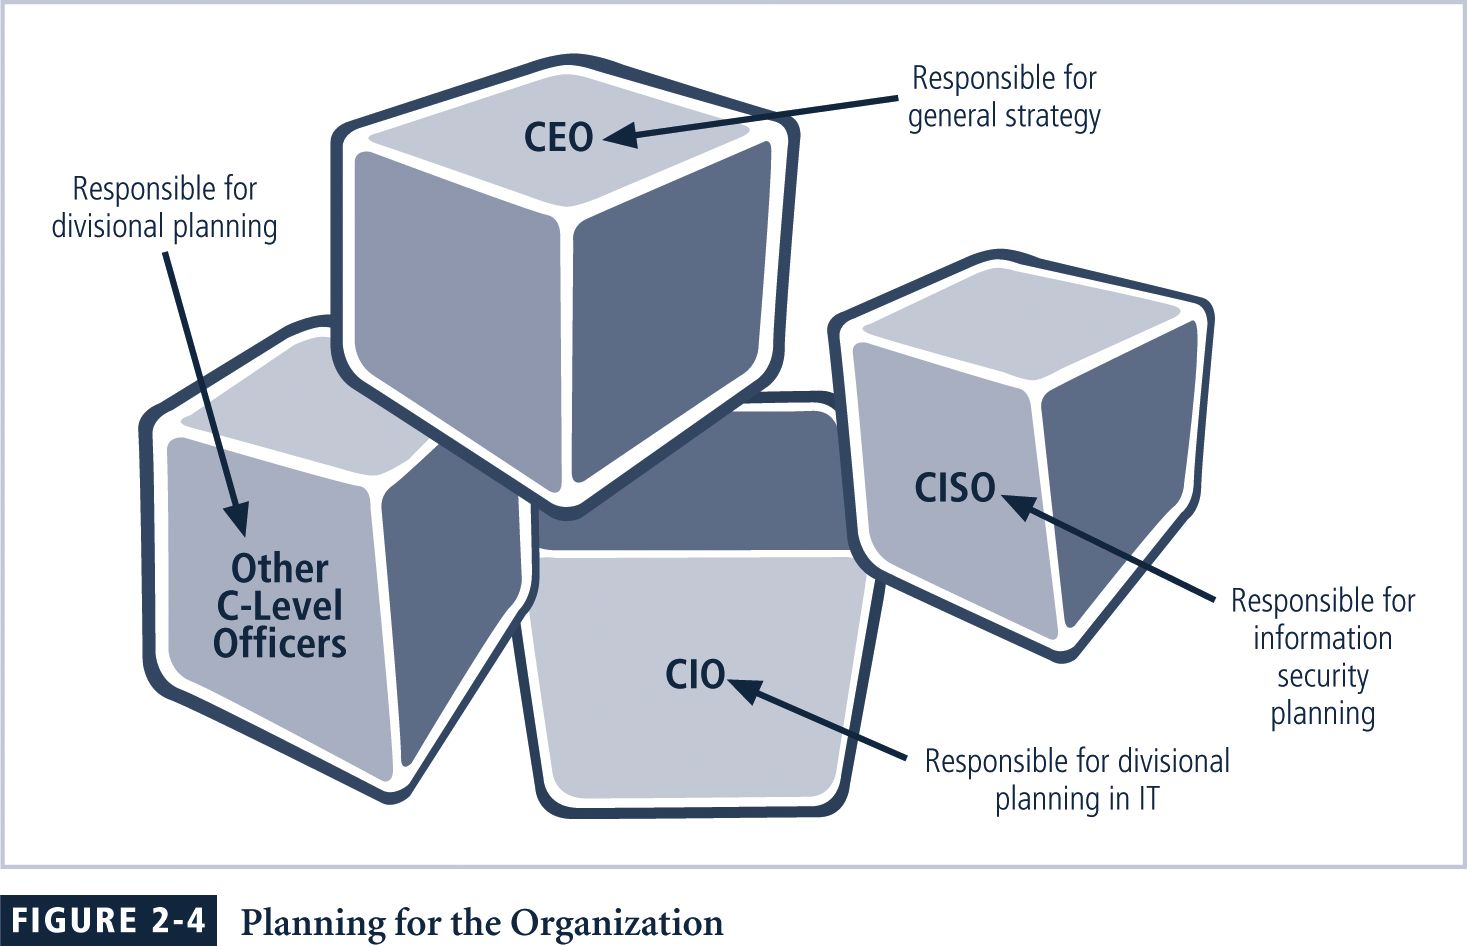 CEO
Responsible for
general strategy
Responsible for
divisional planning
CISO
Other
C-Level
Officers
Responsible for
information
security
planning
CIO
Responsible for divisional
planning in IT
FIGURE 2-4 Planning for the Organization